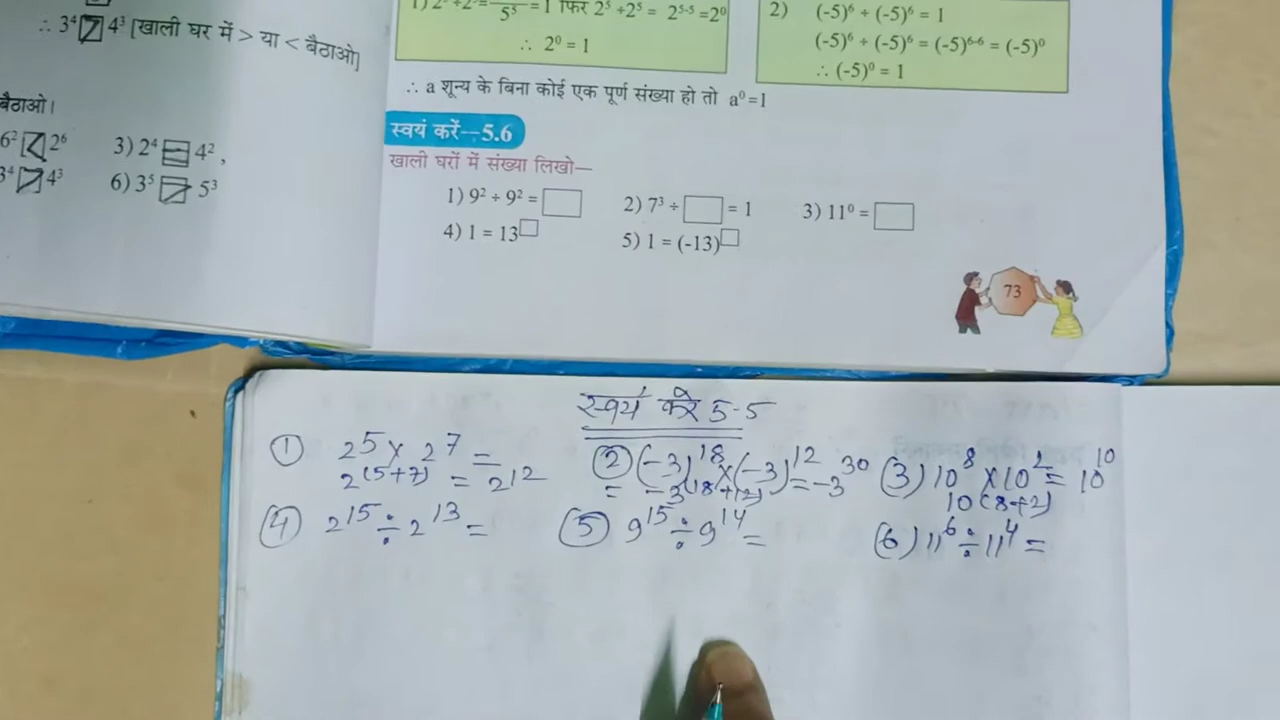 ∴ 3⁴ > 4³ [खाली घर में > या < बैठाओ]
बैठाओ।
6² < 2⁶ 3) 2⁴ = 4² ,
3⁴ > 4³ 6) 3⁵ > 5³
5⁵ = 1 फिर 2⁵ ÷2⁵ = 2⁵⁻⁵ =2⁰
∴ 2⁰ = 1
2) (-5)⁶ ÷ (-5)⁶ = 1
(-5)⁶ ÷ (-5)⁶ = (-5)⁶⁻⁶ = (-5)⁰
∴ (-5)⁰ = 1
∴ a शून्य के बिना कोई एक पूर्ण संख्या हो तो a⁰=1
स्वयं करें—5.6
खाली घरों में संख्या लिखो—
1) 9² ÷ 9² = □ 2) 7³ ÷ □ = 1 3) 11⁰ = □
4) 1 = 13□ 5) 1 = (-13)□
73
स्वयं करे 5-5
① 2⁵ × 2⁷ = ② (-3)¹⁸ × (-3)¹² = -3³⁰ (3) 10⁸ × 10² = 10¹⁰
2(5+7) = 2¹² = -3(18+12) 10(8+2)
④ 2¹⁵ ÷ 2¹³ = ⑤ 9¹⁵ ÷ 9¹⁴ = (6) 11⁶ ÷ 11⁴ =